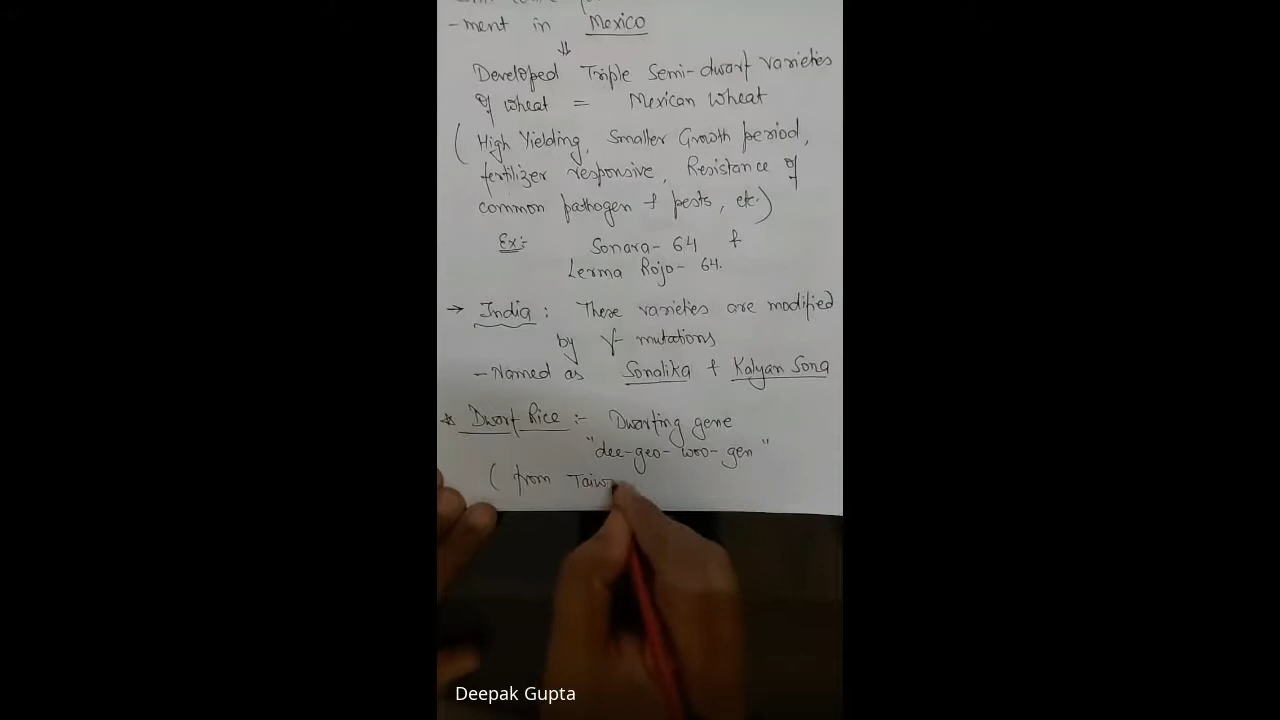 -ment in Mexico
⇓
Developed Triple Semi-dwarf varieties
of wheat = Mexican wheat
( High Yielding, Smaller Growth period,
fertilizer responsive, Resistance of
common pathogen + pests, etc.)
Ex:- Sonara- 64 +
Lerma Rojo- 64.
→ India : These varieties are modified
by γ- mutations
- Named as Sonalika + Kalyan Sona
* Dwarf Rice :- Dwarfing gene
"dee-geo-woo-gen"
( from Taiw
Deepak Gupta